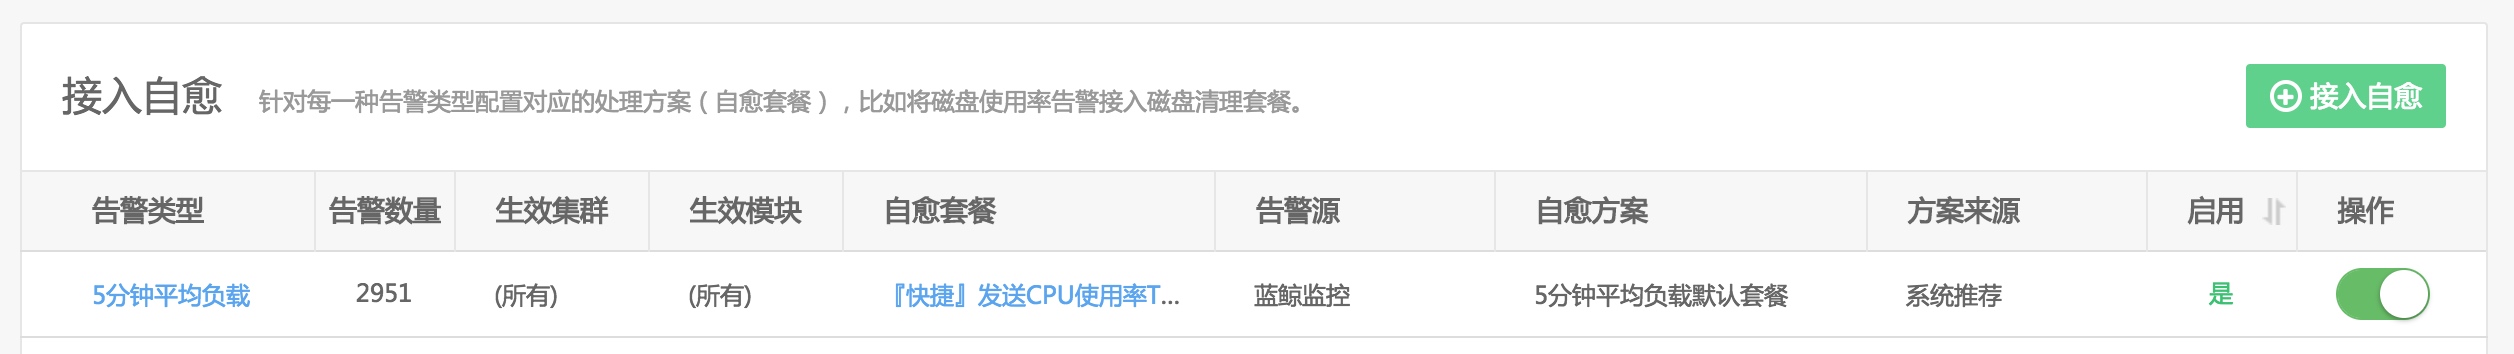 接入自愈 针对每一种告警类型配置对应的处理方案（自愈套餐），比如将磁盘使用率告警接入磁盘清理套餐。 接入自愈
告警类型 告警数量 生效集群 生效模块 自愈套餐 告警源 自愈方案 方案来源 启用 操作
5分钟平均负载 2951 (所有) (所有) 『快捷』发送CPU使用率T... 蓝鲸监控 5分钟平均负载默认套餐 系统推荐 是